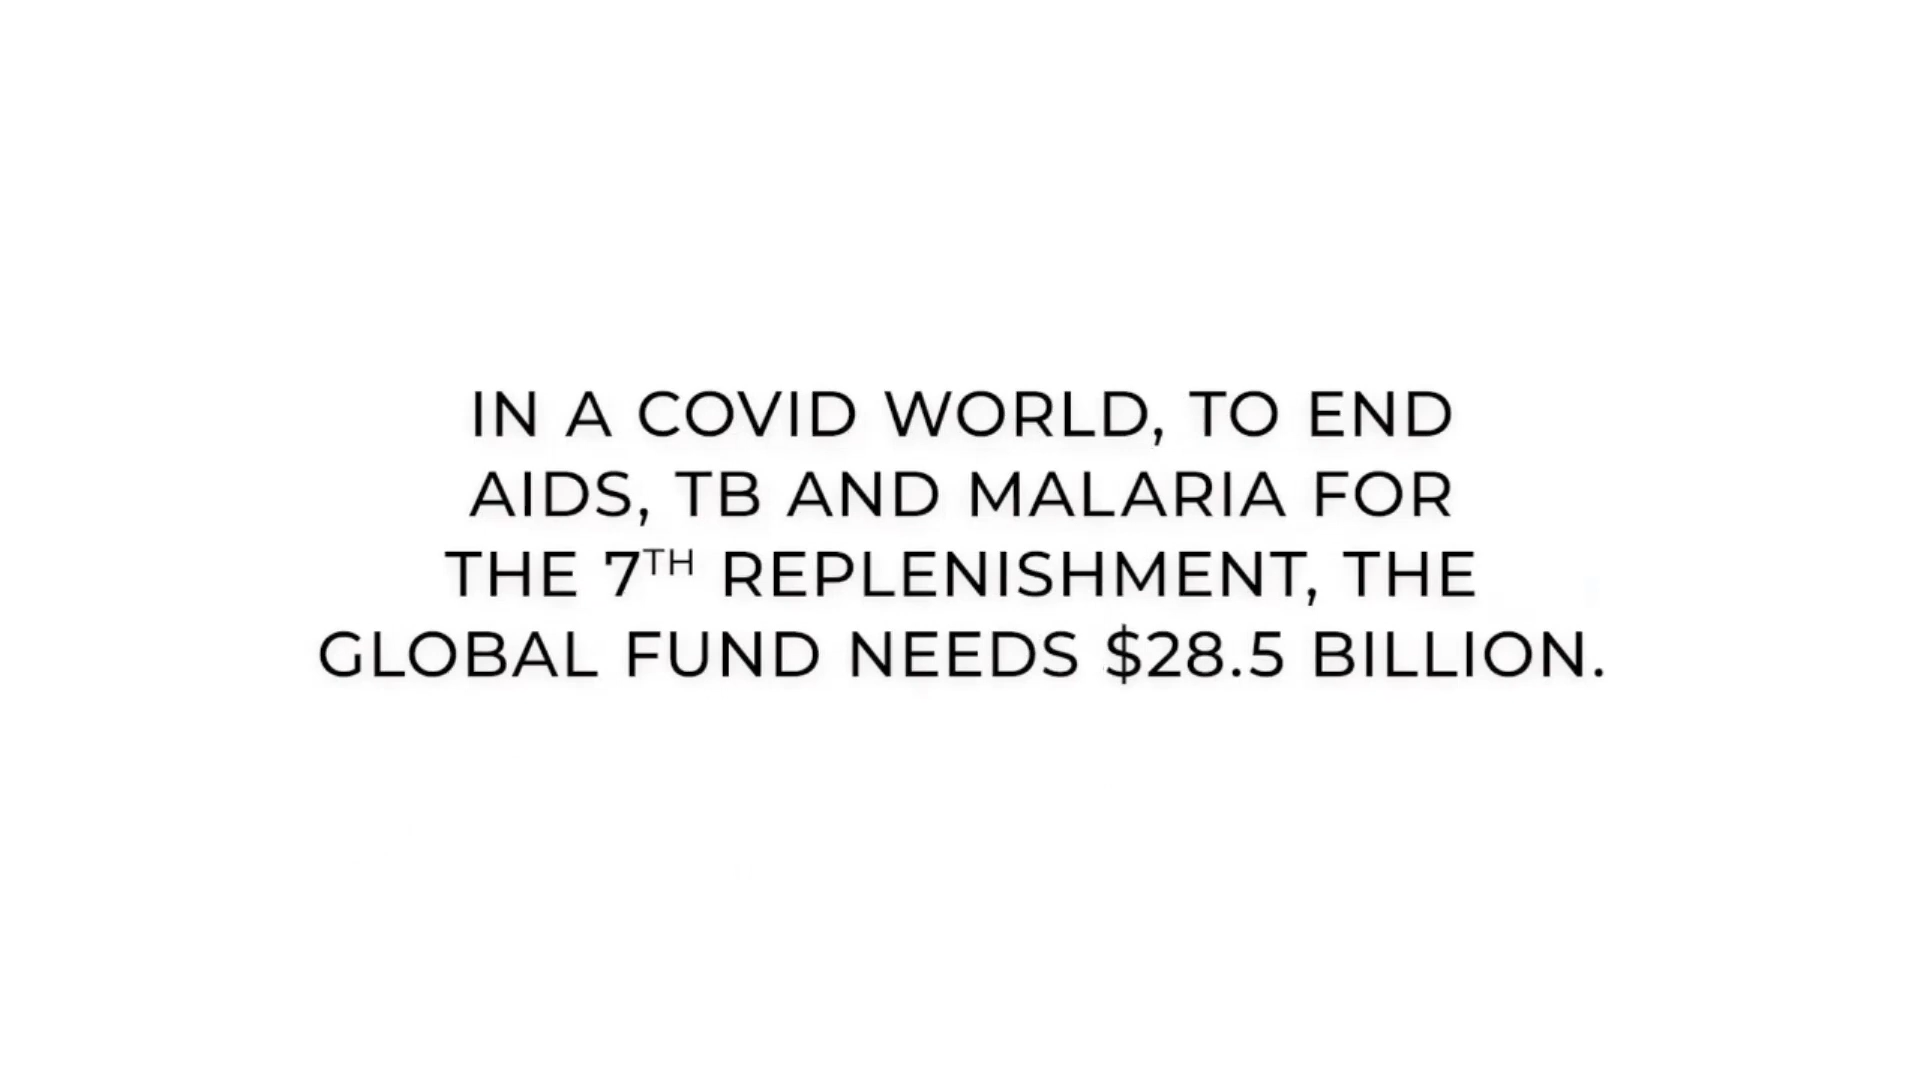 IN A COVID WORLD, TO END
AIDS, TB AND MALARIA FOR
THE 7TH REPLENISHMENT, THE
GLOBAL FUND NEEDS $28.5 BILLION.